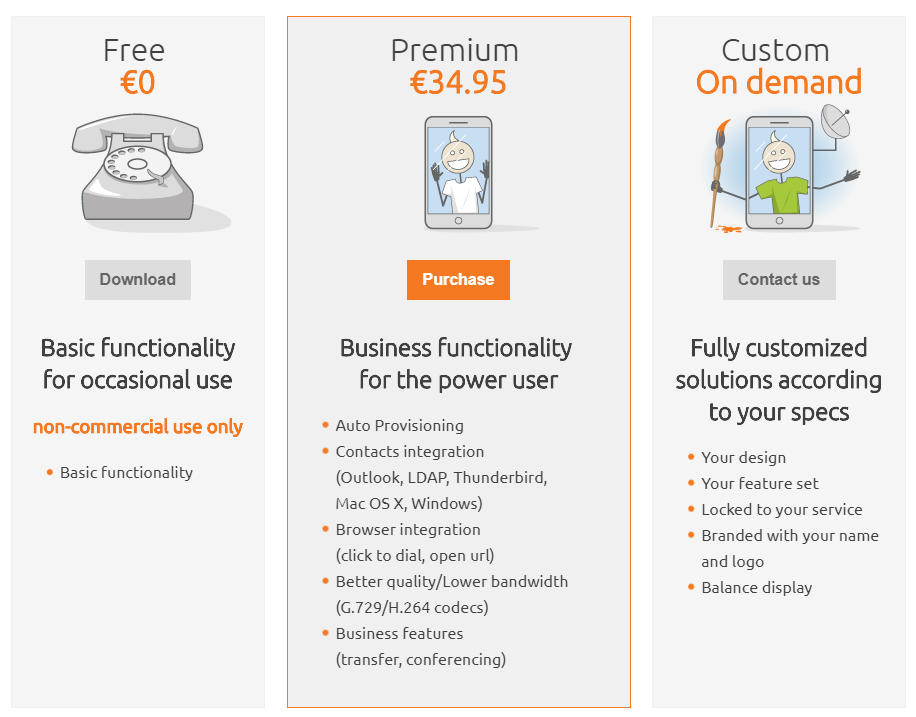 Free
€0
Download
Basic functionality
for occasional use
non-commercial use only
Basic functionality
Premium
€34.95
Purchase
Business functionality
for the power user
Auto Provisioning
Contacts integration
(Outlook, LDAP, Thunderbird,
Mac OS X, Windows)
Browser integration
(click to dial, open url)
Better quality/Lower bandwidth
(G.729/H.264 codecs)
Business features
(transfer, conferencing)
Custom
On demand
Contact us
Fully customized
solutions according
to your specs
Your design
Your feature set
Locked to your service
Branded with your name
and logo
Balance display